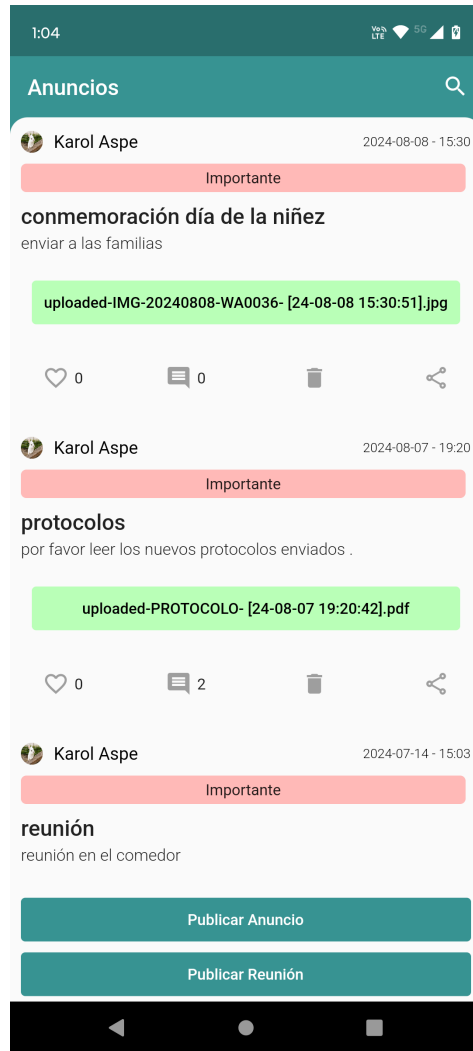 1:04
Vo LTE 5G
Anuncios
Karol Aspe
2024-08-08 - 15:30
Importante
conmemoración día de la niñez
enviar a las familias
uploaded-IMG-20240808-WA0036- [24-08-08 15:30:51].jpg
0 0
Karol Aspe
2024-08-07 - 19:20
Importante
protocolos
por favor leer los nuevos protocolos enviados .
uploaded-PROTOCOLO- [24-08-07 19:20:42].pdf
0 2
Karol Aspe
2024-07-14 - 15:03
Importante
reunión
reunión en el comedor
Publicar Anuncio
Publicar Reunión